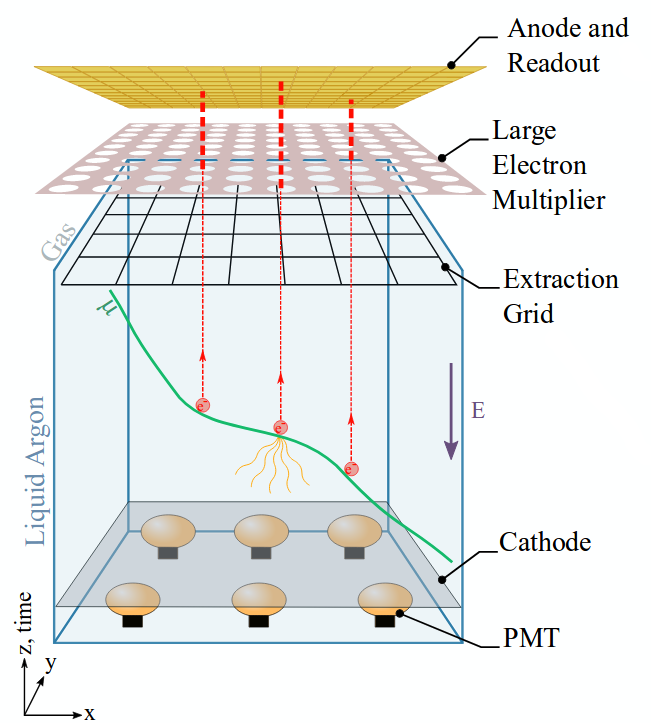 Anode and
Readout
Large
Electron
Multiplier
Gas
Extraction
Grid
μ
e⁻
e⁻
e⁻
E
Liquid Argon
Cathode
PMT
z, time
y
x